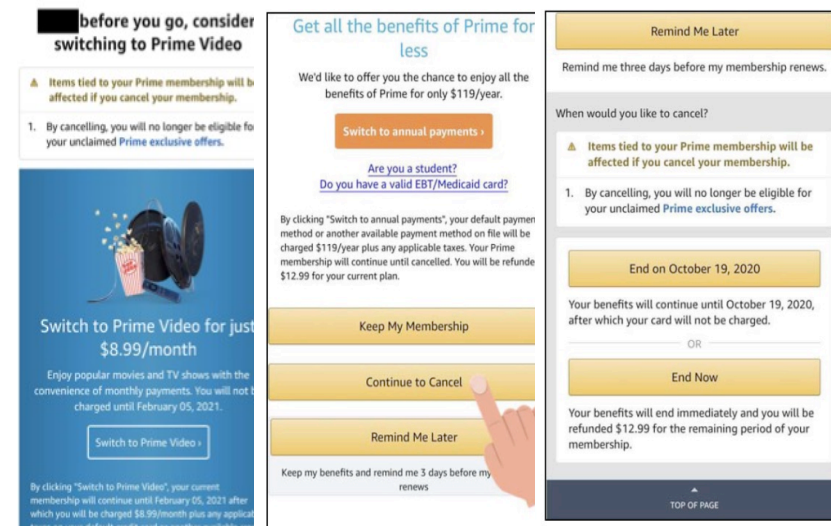 before you go, consider
switching to Prime Video
Items tied to your Prime membership will
affected if you cancel your membership.
1. By cancelling, you will no longer be eligible
your unclaimed Prime exclusive offers.
Switch to Prime Video for just
$8.99/month
Enjoy popular movies and TV shows with the
convenience of monthly payments. You will not
charged until February 05, 2021.
Switch to Prime Video ›
By clicking "Switch to Prime Video", your current
membership will continue until February 05, 2021 after
which you will be charged $8.99/month plus any
Get all the benefits of Prime for
less
We'd like to offer you the chance to enjoy all the
benefits of Prime for only $119/year.
Switch to annual payments ›
Are you a student?
Do you have a valid EBT/Medicaid card?
By clicking "Switch to annual payments", your default
method or another available payment method on file will be
charged $119/year plus any applicable taxes. Your Prime
membership will continue until cancelled. You will be
$12.99 for your current plan.
Keep My Membership
Continue to Cancel
Remind Me Later
Keep my benefits and remind me 3 days before my
renews
Remind Me Later
Remind me three days before my membership renews.
When would you like to cancel?
Items tied to your Prime membership will be
affected if you cancel your membership.
1. By cancelling, you will no longer be eligible for
your unclaimed Prime exclusive offers.
End on October 19, 2020
Your benefits will continue until October 19, 2020,
after which your card will not be charged.
OR
End Now
Your benefits will end immediately and you will be
refunded $12.99 for the remaining period of your
membership.
TOP OF PAGE